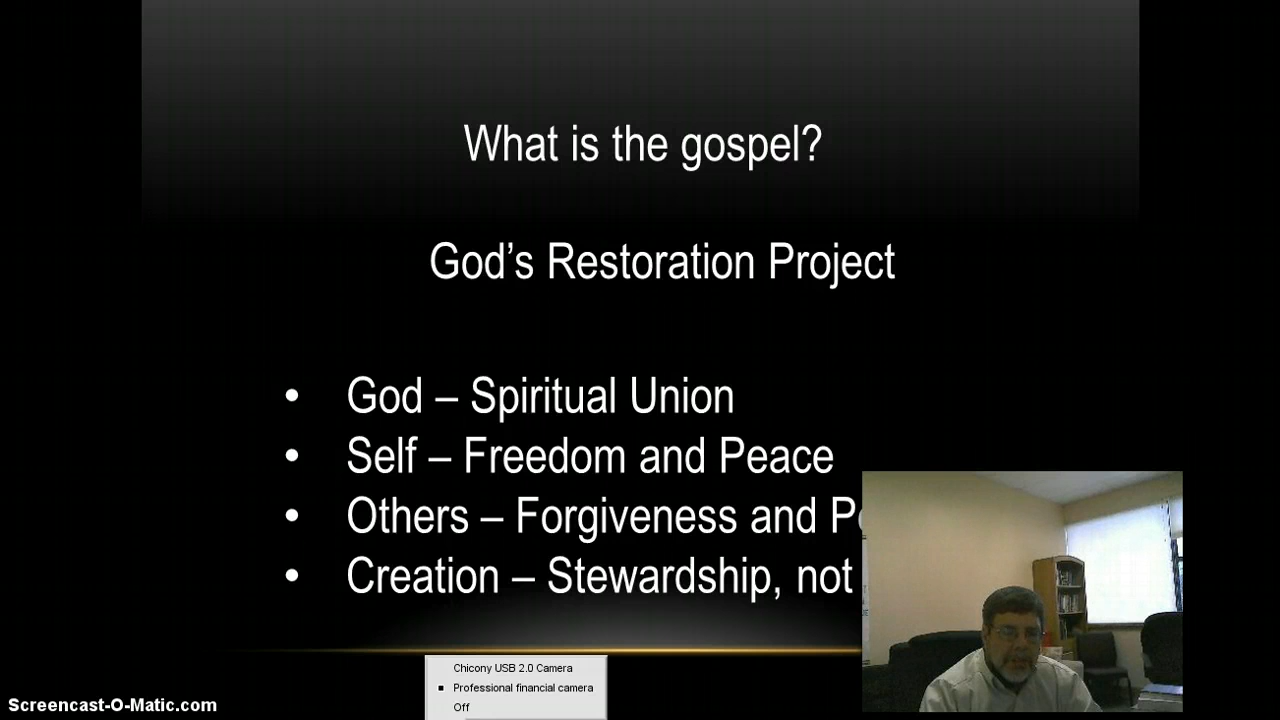 What is the gospel?
God's Restoration Project
• God – Spiritual Union
• Self – Freedom and Peace
• Others – Forgiveness and
• Creation – Stewardship, not
Chicony USB 2.0 Camera
Professional financial camera
Off
Screencast-O-Matic.com